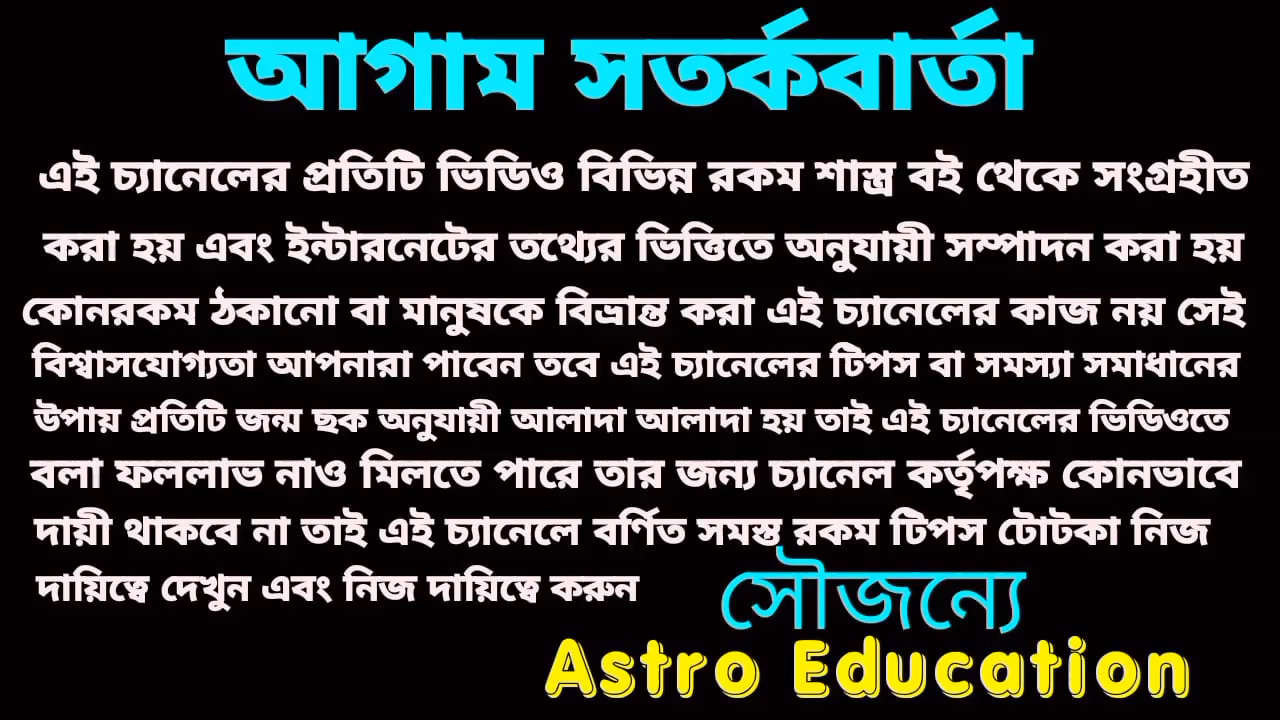 আগাম সতর্কবার্তা
এই চ্যানেলের প্রতিটি ভিডিও বিভিন্ন রকম শাস্ত্র বই থেকে সংগ্রহীত
করা হয় এবং ইন্টারনেটের তথ্যের ভিত্তিতে অনুযায়ী সম্পাদন করা হয়
কোনরকম ঠকানো বা মানুষকে বিভ্রান্ত করা এই চ্যানেলের কাজ নয় সেই
বিশ্বাসযোগ্যতা আপনারা পাবেন তবে এই চ্যানেলের টিপস বা সমস্যা সমাধানের
উপায় প্রতিটি জন্ম ছক অনুযায়ী আলাদা আলাদা হয় তাই এই চ্যানেলের ভিডিওতে
বলা ফললাভ নাও মিলতে পারে তার জন্য চ্যানেল কর্তৃপক্ষ কোনভাবে
দায়ী থাকবে না তাই এই চ্যানেলে বর্ণিত সমস্ত রকম টিপস টোটকা নিজ
দায়িত্বে দেখুন এবং নিজ দায়িত্বে করুন
সৌজন্যে
Astro Education